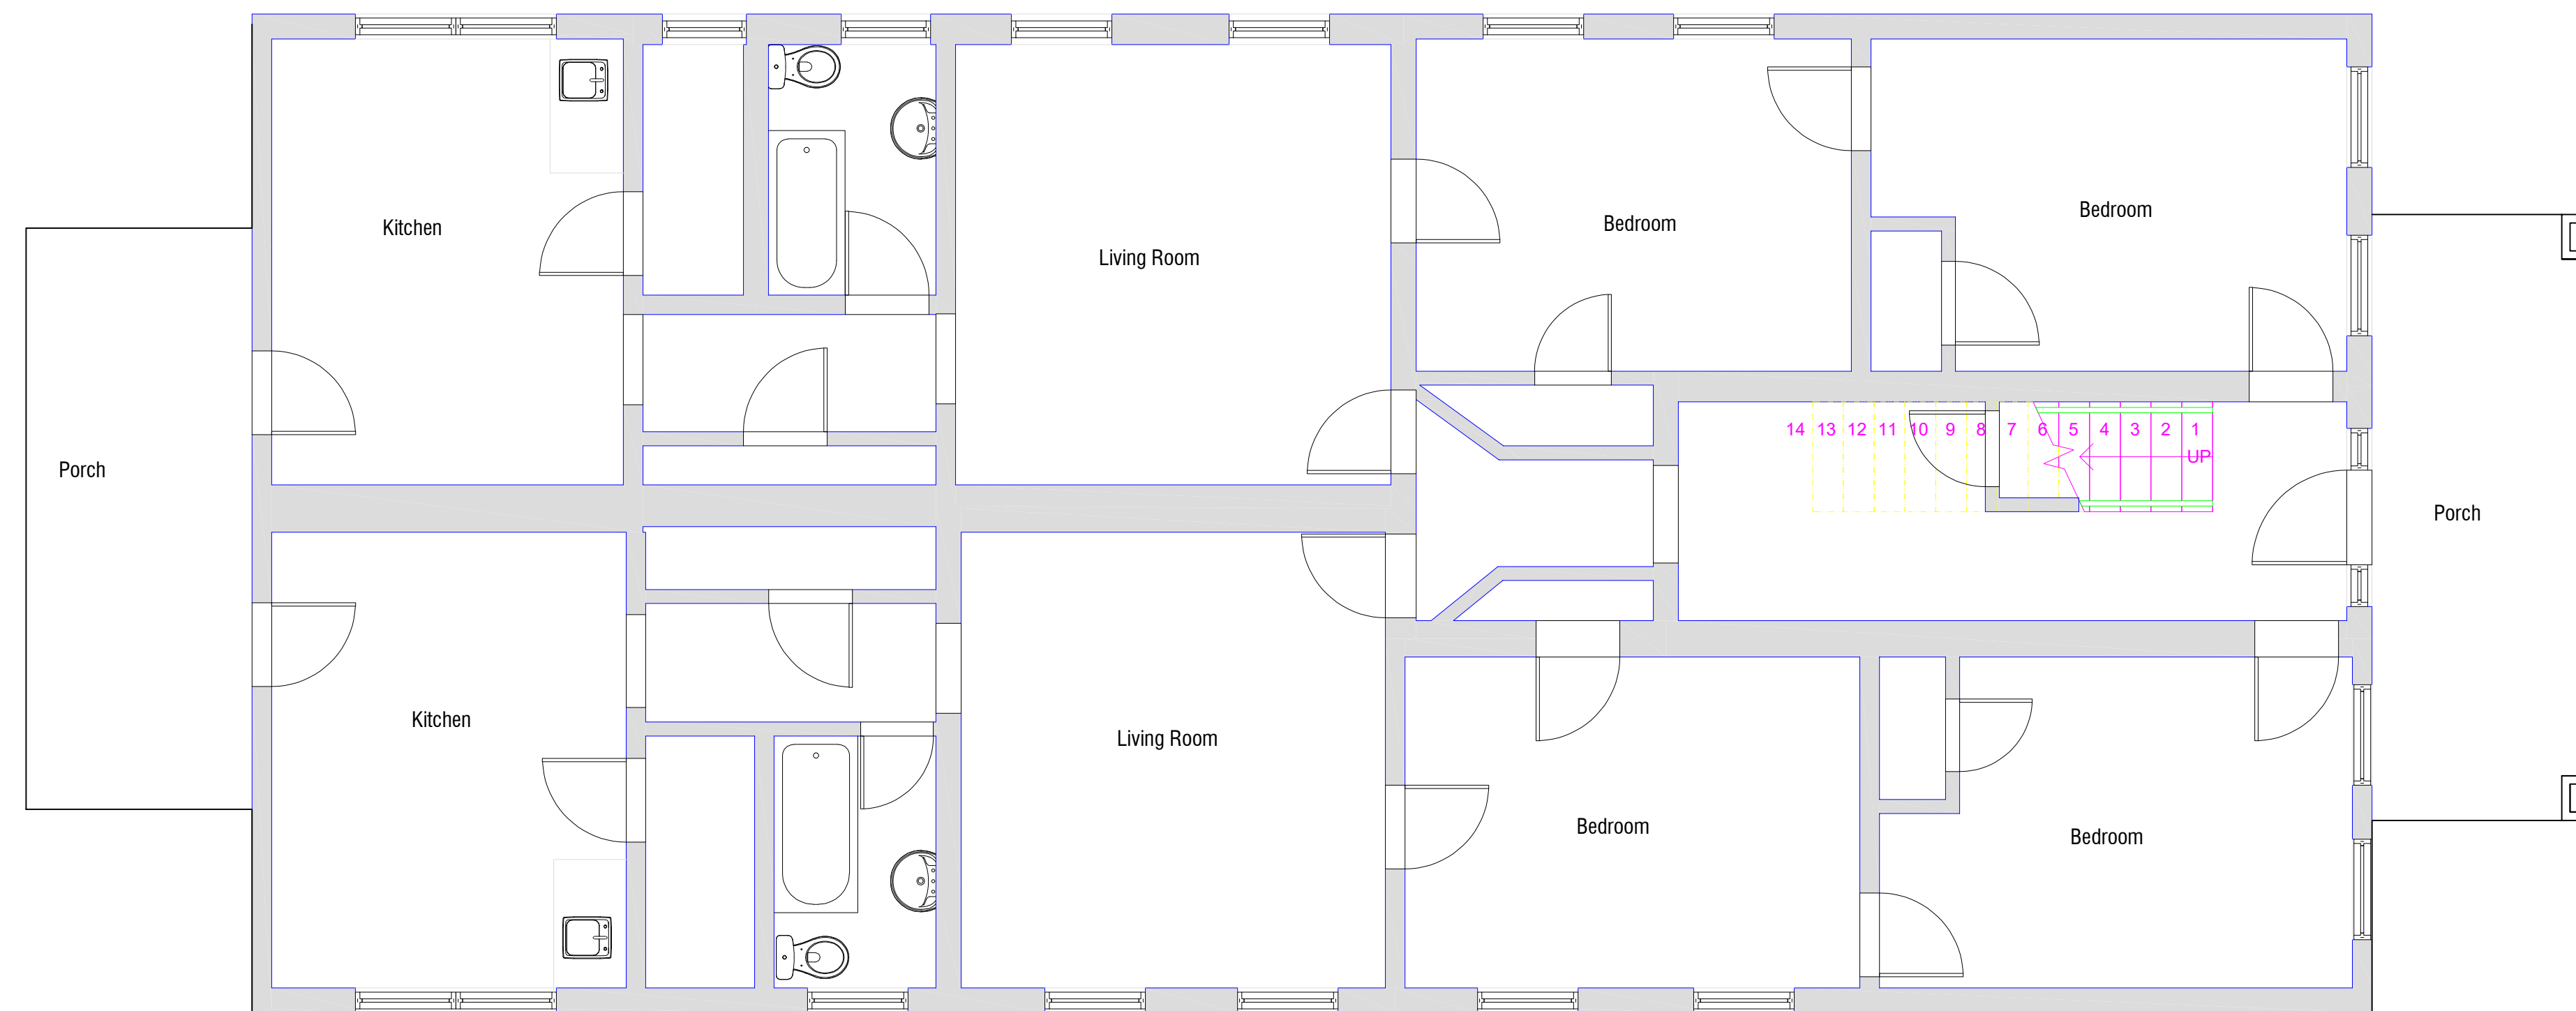 Kitchen
Living Room
Bedroom
Bedroom
14 13 12 11 10 9 8 7 6 5 4 3 2 1
UP
Porch
Porch
Kitchen
Living Room
Bedroom
Bedroom